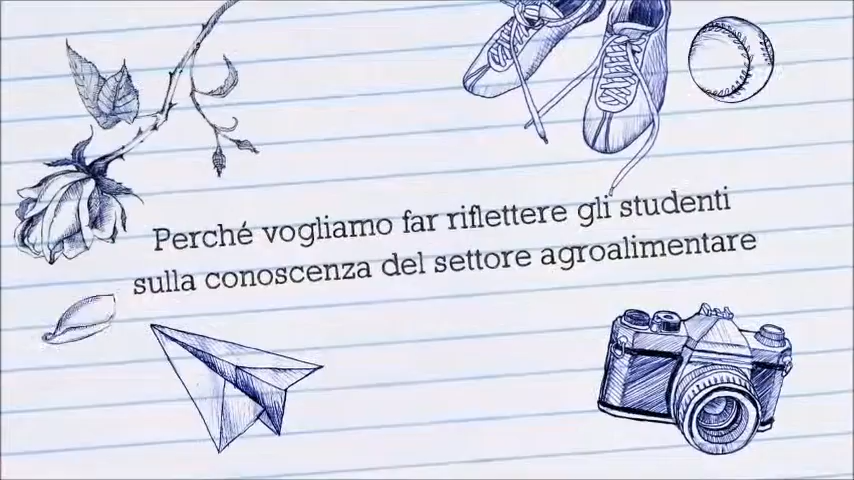 Perché vogliamo far riflettere gli studenti
sulla conoscenza del settore agroalimentare